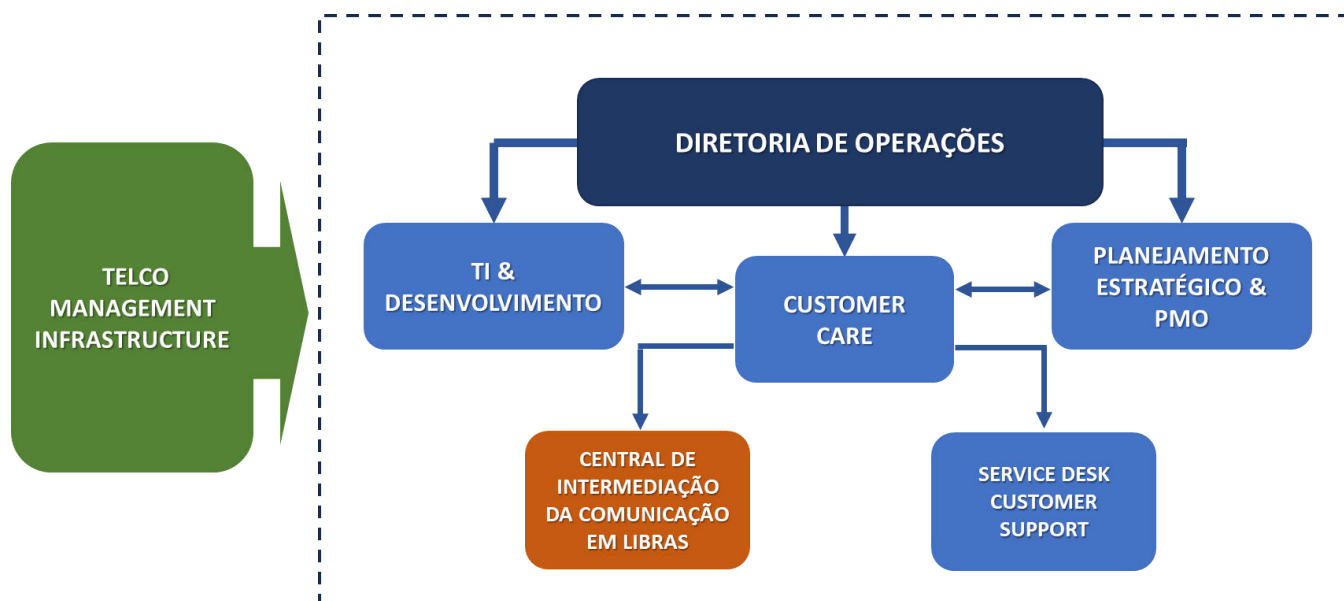 DIRETORIA DE OPERAÇÕES
TELCO
MANAGEMENT
INFRASTRUCTURE
TI &
DESENVOLVIMENTO
CUSTOMER
CARE
PLANEJAMENTO
ESTRATÉGICO &
PMO
CENTRAL DE
INTERMEDIAÇÃO
DA COMUNICAÇÃO
EM LIBRAS
SERVICE DESK
CUSTOMER
SUPPORT